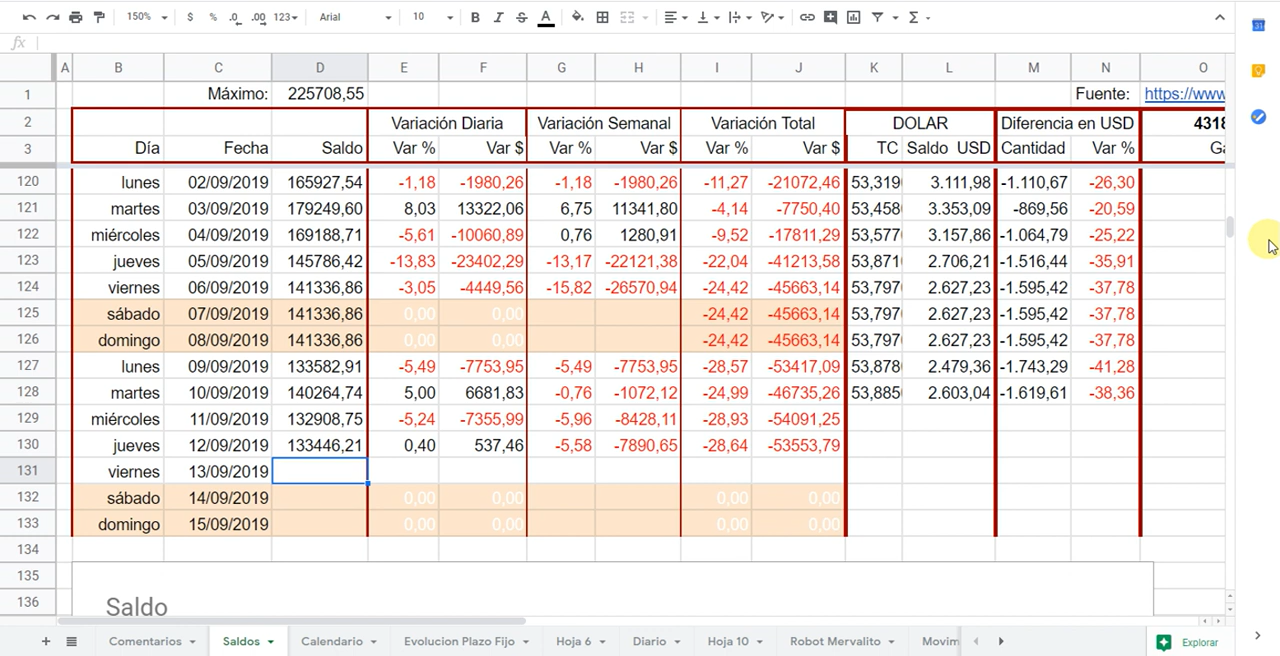 150% $ % .0 .00 123 Arial 10 B I S A Σ
fx
A B C D E F G H I J K L M N O
1 Máximo: 225708,55 Fuente: https://www
2 Variación Diaria Variación Semanal Variación Total DOLAR Diferencia en USD 4318
3 Día Fecha Saldo Var % Var $ Var % Var $ Var % Var $ TC Saldo USD Cantidad Var % Ga
120 lunes 02/09/2019 165927,54 -1,18 -1980,26 -1,18 -1980,26 -11,27 -21072,46 53,319 3.111,98 -1.110,67 -26,30
121 martes 03/09/2019 179249,60 8,03 13322,06 6,75 11341,80 -4,14 -7750,40 53,458 3.353,09 -869,56 -20,59
122 miércoles 04/09/2019 169188,71 -5,61 -10060,89 0,76 1280,91 -9,52 -17811,29 53,577 3.157,86 -1.064,79 -25,22
123 jueves 05/09/2019 145786,42 -13,83 -23402,29 -13,17 -22121,38 -22,04 -41213,58 53,871 2.706,21 -1.516,44 -35,91
124 viernes 06/09/2019 141336,86 -3,05 -4449,56 -15,82 -26570,94 -24,42 -45663,14 53,797 2.627,23 -1.595,42 -37,78
125 sábado 07/09/2019 141336,86 0,00 0,00 -24,42 -45663,14 53,797 2.627,23 -1.595,42 -37,78
126 domingo 08/09/2019 141336,86 0,00 0,00 -24,42 -45663,14 53,797 2.627,23 -1.595,42 -37,78
127 lunes 09/09/2019 133582,91 -5,49 -7753,95 -5,49 -7753,95 -28,57 -53417,09 53,878 2.479,36 -1.743,29 -41,28
128 martes 10/09/2019 140264,74 5,00 6681,83 -0,76 -1072,12 -24,99 -46735,26 53,885 2.603,04 -1.619,61 -38,36
129 miércoles 11/09/2019 132908,75 -5,24 -7355,99 -5,96 -8428,11 -28,93 -54091,25
130 jueves 12/09/2019 133446,21 0,40 537,46 -5,58 -7890,65 -28,64 -53553,79
131 viernes 13/09/2019
132 sábado 14/09/2019 0,00 0,00 0,00 0,00
133 domingo 15/09/2019 0,00 0,00 0,00 0,00
134
135
136 Saldo
+ Comentarios Saldos Calendario Evolucion Plazo Fijo Hoja 6 Diario Hoja 10 Robot Mervalito Movim Explorar